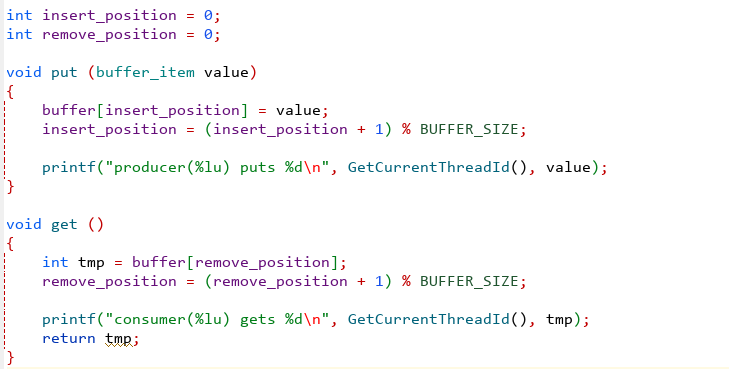 int insert_position = 0;
int remove_position = 0;
void put (buffer_item value)
{
buffer[insert_position] = value;
insert_position = (insert_position + 1) % BUFFER_SIZE;
printf("producer(%lu) puts %d\n", GetCurrentThreadId(), value);
}
void get ()
{
int tmp = buffer[remove_position];
remove_position = (remove_position + 1) % BUFFER_SIZE;
printf("consumer(%lu) gets %d\n", GetCurrentThreadId(), tmp);
return tmp;
}